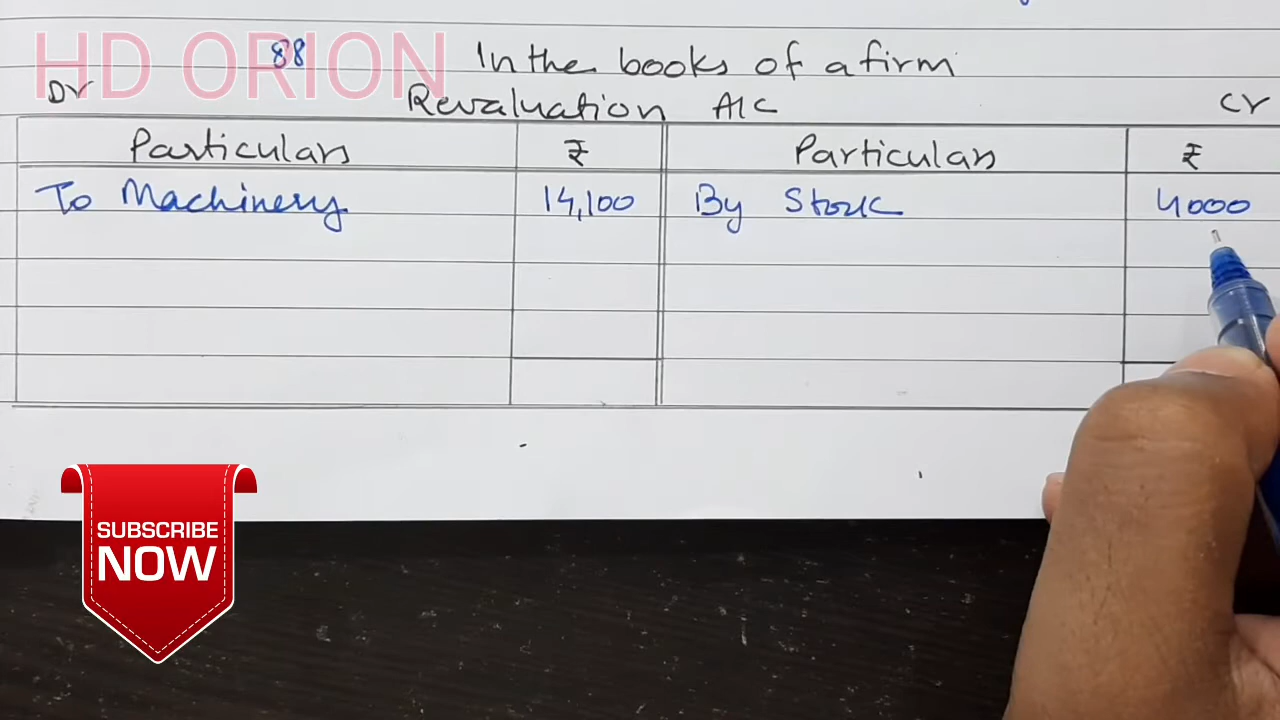 HD ORION
88 In the books of a firm
Dr Revaluation A/C Cr
Particulars ₹ Particulars ₹
To Machinery 14,100 By Stock 4000
SUBSCRIBE
NOW